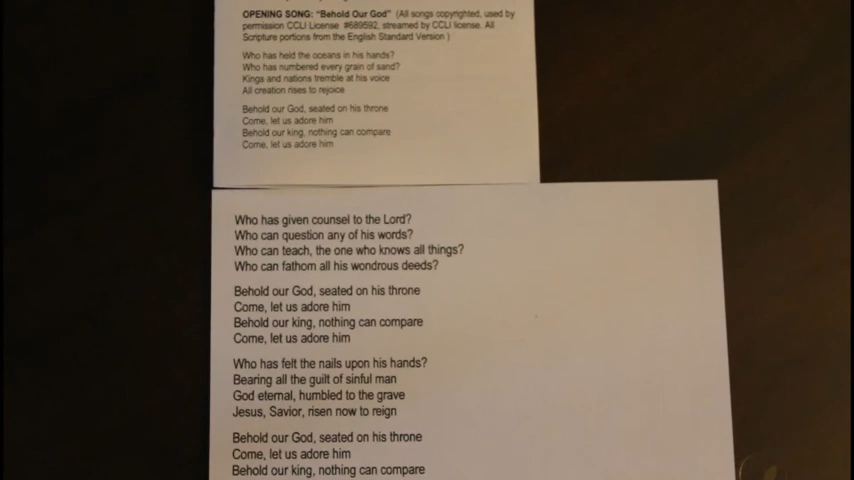 OPENING SONG: "Behold Our God" (All songs copyrighted, used by
permission CCLI License #689592, streamed by CCLI license. All
Scripture portions from the English Standard Version )
Who has held the oceans in his hands?
Who has numbered every grain of sand?
Kings and nations tremble at his voice
All creation rises to rejoice
Behold our God, seated on his throne
Come, let us adore him
Behold our king, nothing can compare
Come, let us adore him
Who has given counsel to the Lord?
Who can question any of his words?
Who can teach, the one who knows all things?
Who can fathom all his wondrous deeds?
Behold our God, seated on his throne
Come, let us adore him
Behold our king, nothing can compare
Come, let us adore him
Who has felt the nails upon his hands?
Bearing all the guilt of sinful man
God eternal, humbled to the grave
Jesus, Savior, risen now to reign
Behold our God, seated on his throne
Come, let us adore him
Behold our king, nothing can compare